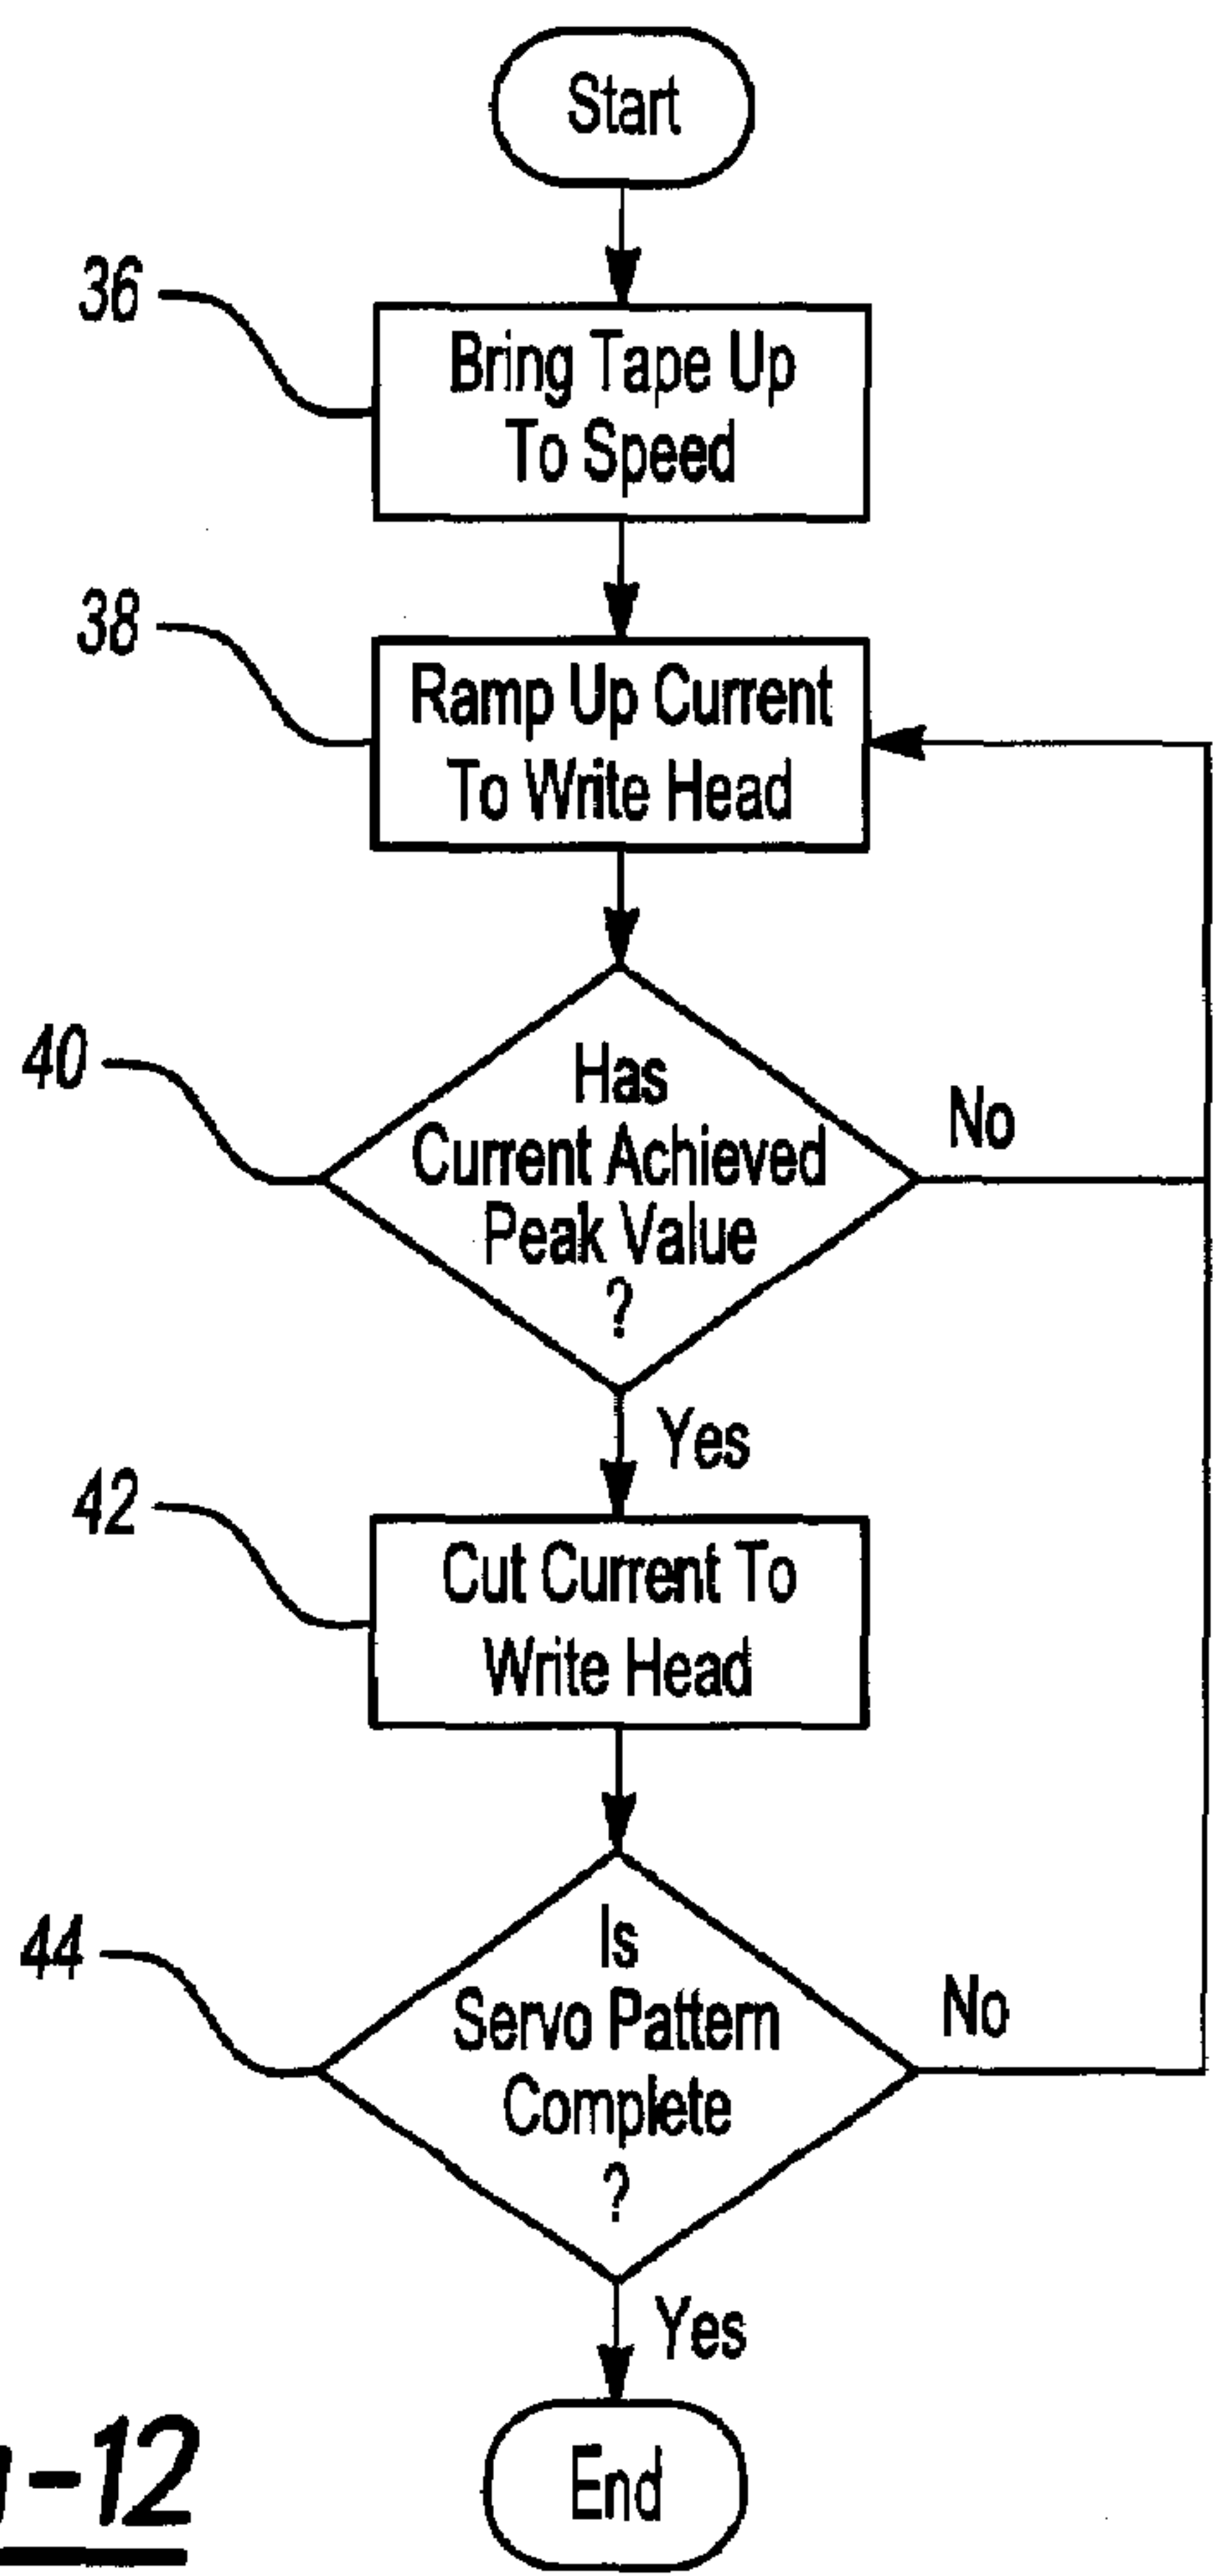 Start
36
Bring Tape Up
To Speed
38
Ramp Up Current
To Write Head
40
Has
Current Achieved
Peak Value
?
No
Yes
42
Cut Current To
Write Head
44
Is
Servo Pattern
Complete
?
No
Yes
End
-12